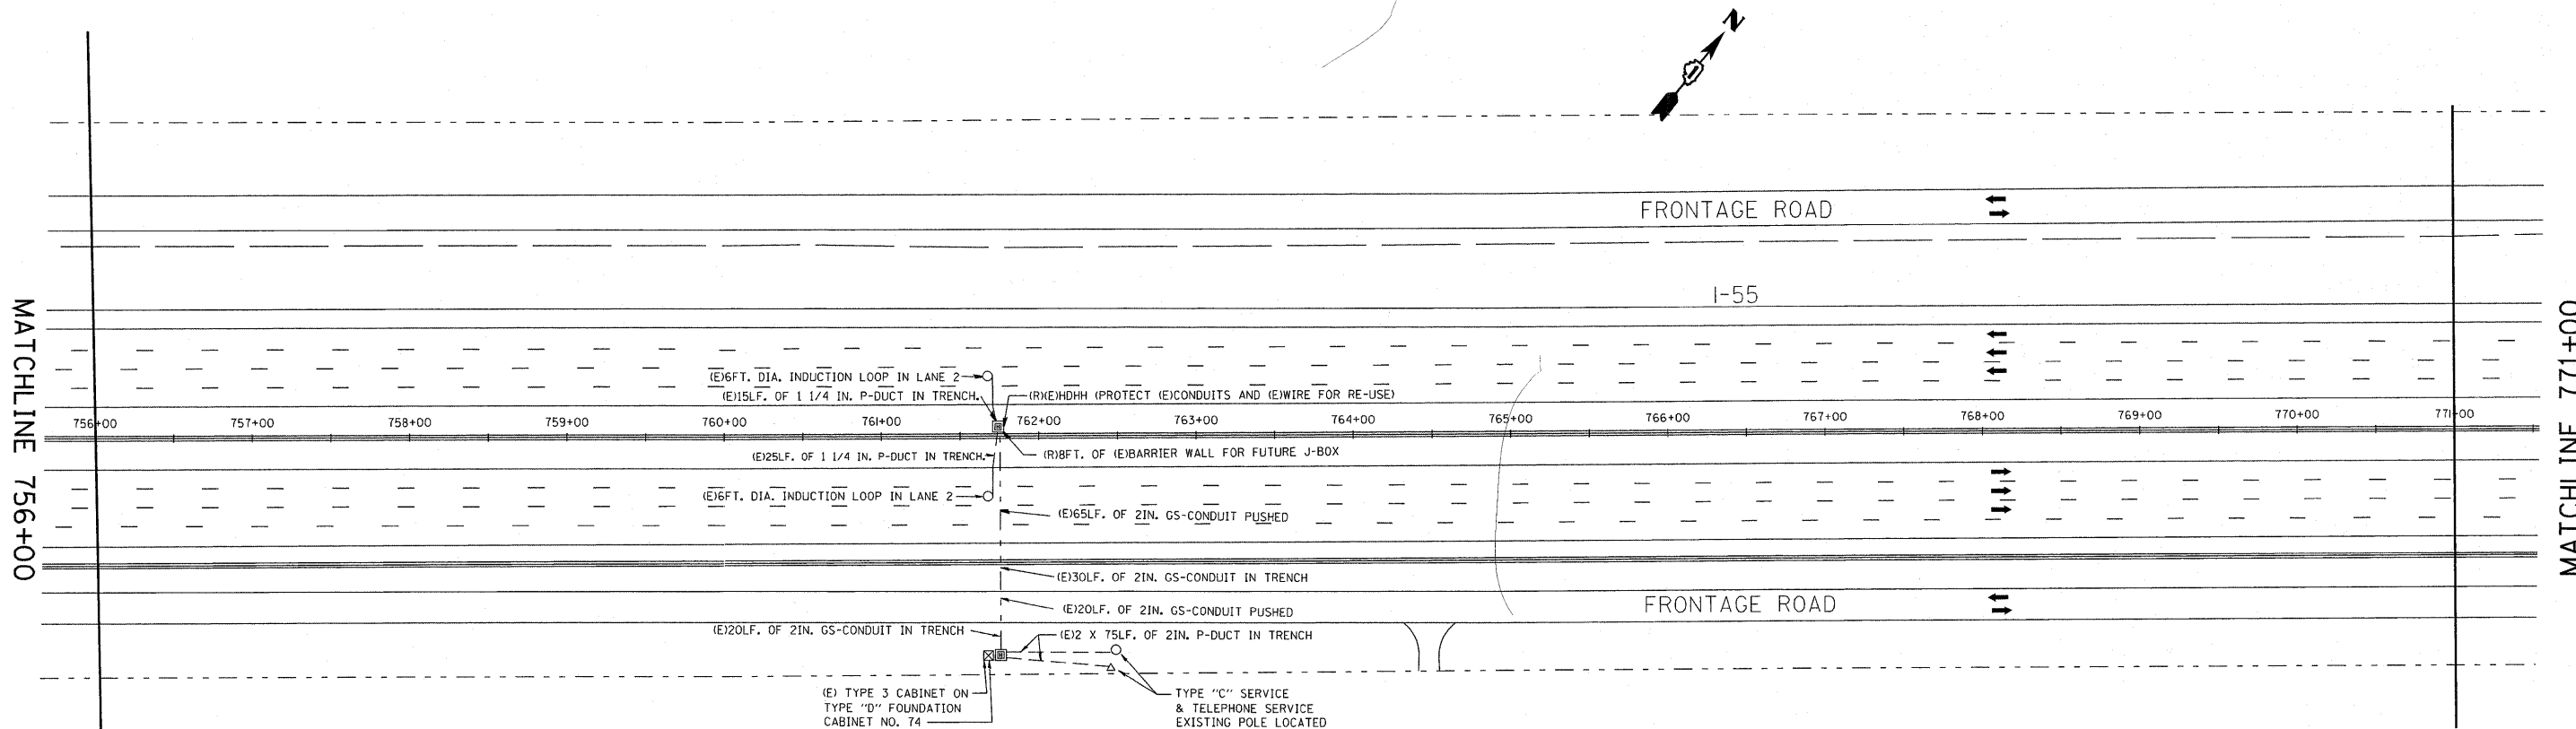 N
FRONTAGE ROAD
I-55
MATCHLINE 756+00
MATCHLINE 771+00
(E)6FT. DIA. INDUCTION LOOP IN LANE 2
(E)15LF. OF 1 1/4 IN. P-DUCT IN TRENCH.
(R)(E)HDHH (PROTECT (E)CONDUITS AND (E)WIRE FOR RE-USE)
756+00 757+00 758+00 759+00 760+00 761+00 762+00 763+00 764+00 765+00 766+00 767+00 768+00 769+00 770+00 771+00
(E)25LF. OF 1 1/4 IN. P-DUCT IN TRENCH.
(R)8FT. OF (E)BARRIER WALL FOR FUTURE J-BOX
(E)6FT. DIA. INDUCTION LOOP IN LANE 2
(E)65LF. OF 2IN. GS-CONDUIT PUSHED
(E)30LF. OF 2IN. GS-CONDUIT IN TRENCH
(E)20LF. OF 2IN. GS-CONDUIT PUSHED
FRONTAGE ROAD
(E)20LF. OF 2IN. GS-CONDUIT IN TRENCH
(E)2 X 75LF. OF 2IN. P-DUCT IN TRENCH
(E) TYPE 3 CABINET ON
TYPE "D" FOUNDATION
CABINET NO. 74
TYPE "C" SERVICE
& TELEPHONE SERVICE
EXISTING POLE LOCATED